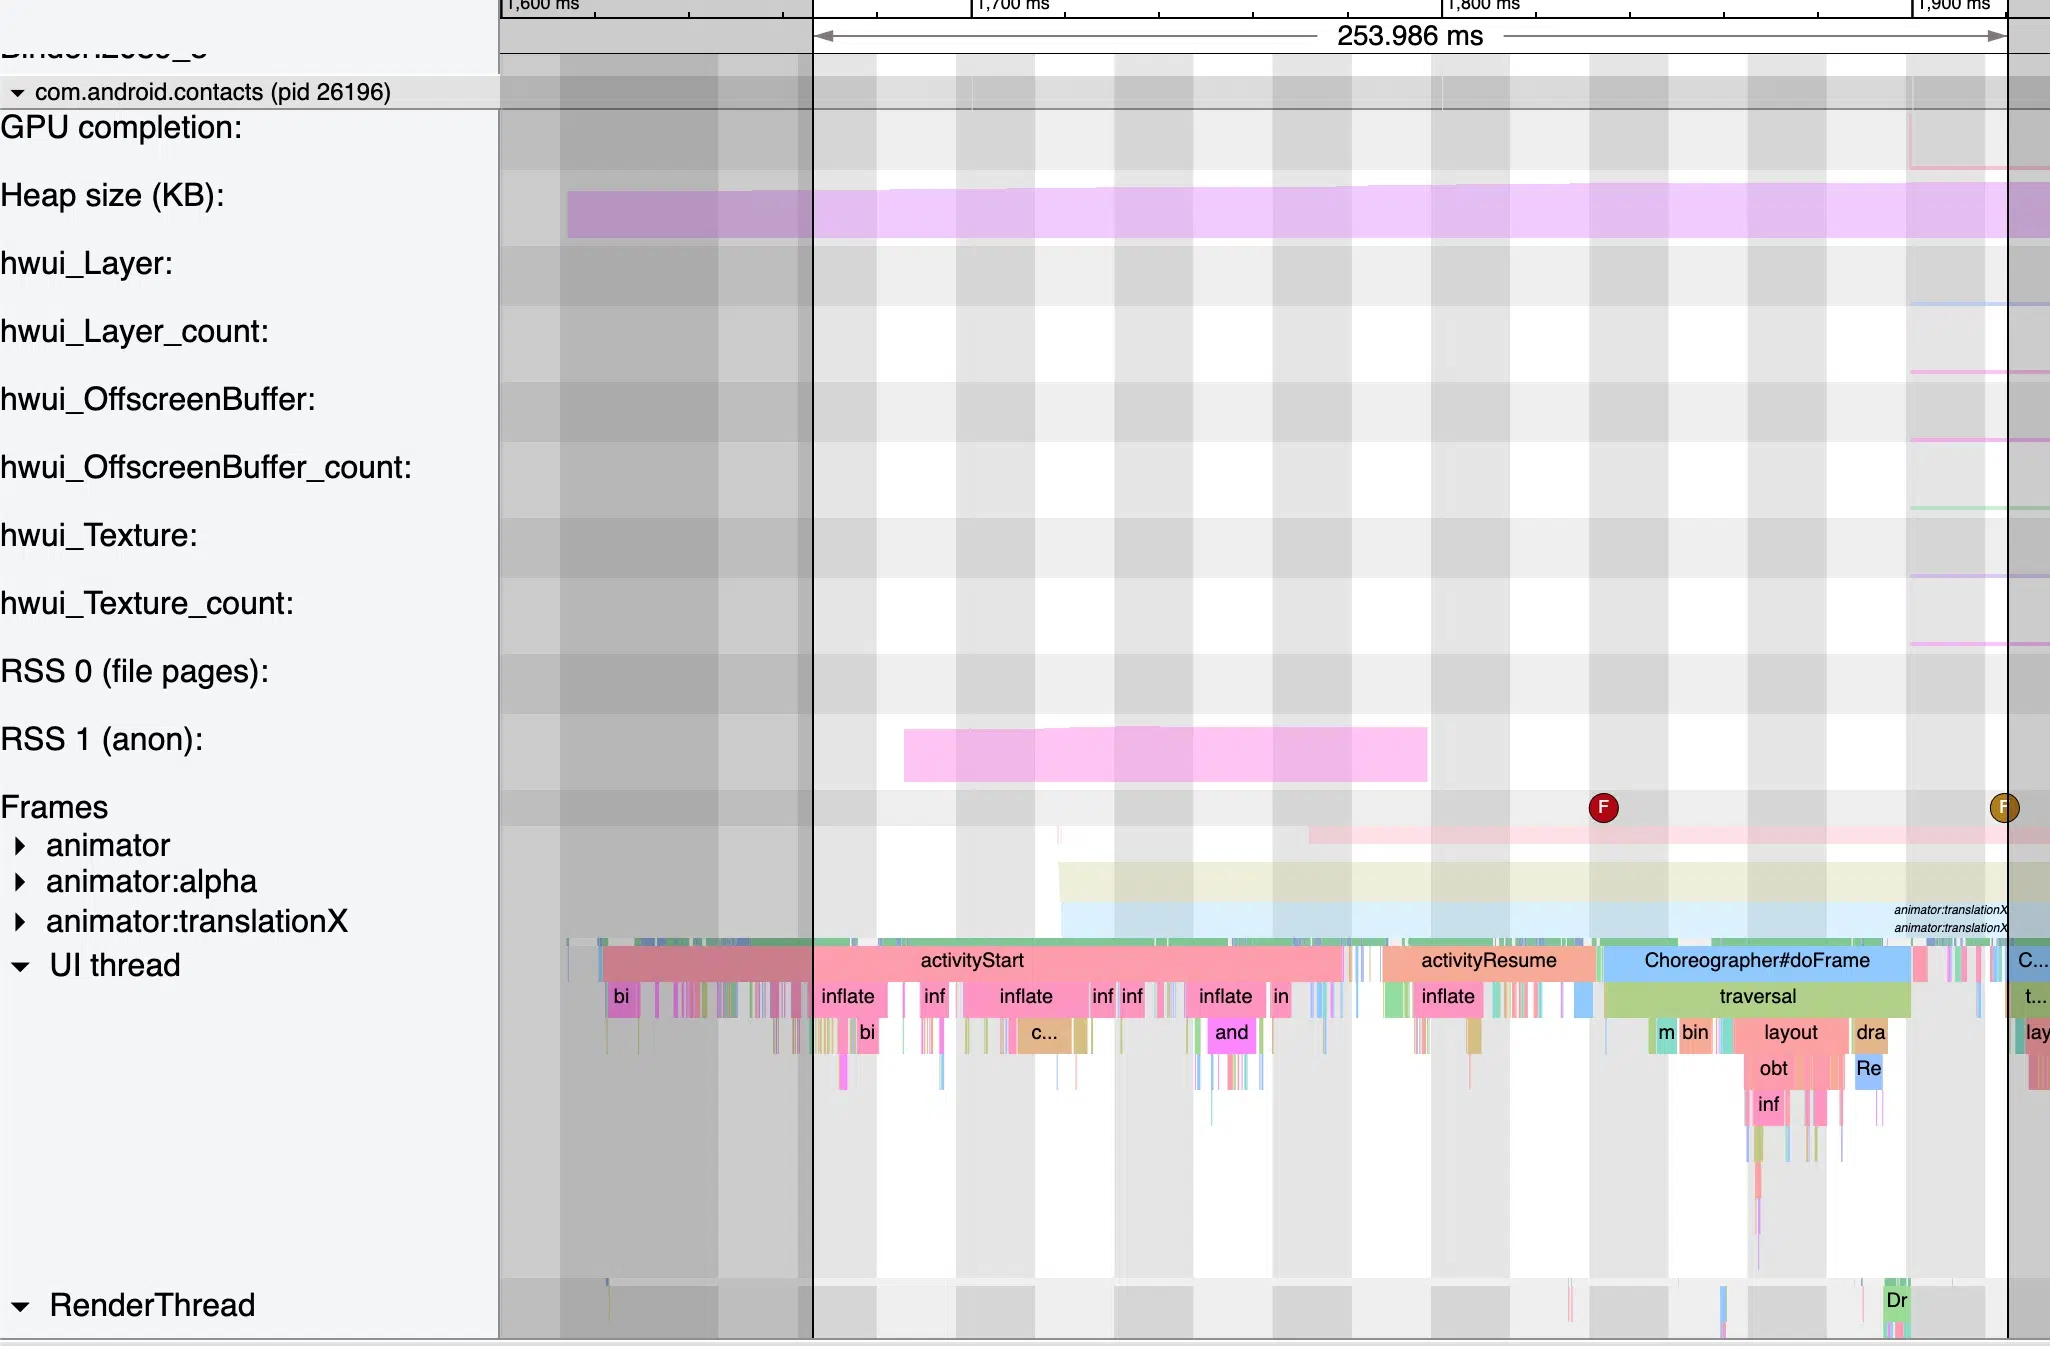 1,600 ms 1,700 ms 1,800 ms 1,900 ms
253.986 ms
com.android.contacts (pid 26196)
GPU completion:
Heap size (KB):
hwui_Layer:
hwui_Layer_count:
hwui_OffscreenBuffer:
hwui_OffscreenBuffer_count:
hwui_Texture:
hwui_Texture_count:
RSS 0 (file pages):
RSS 1 (anon):
Frames F F
animator
animator:alpha
animator:translationX
animator:translationX
animator:translationX
UI thread
activityStart activityResume Choreographer#doFrame C...
bi inflate inf inflate inf inf inflate in inflate traversal t...
bi c... and m bin layout dra lay
obt Re
inf
RenderThread
Dr